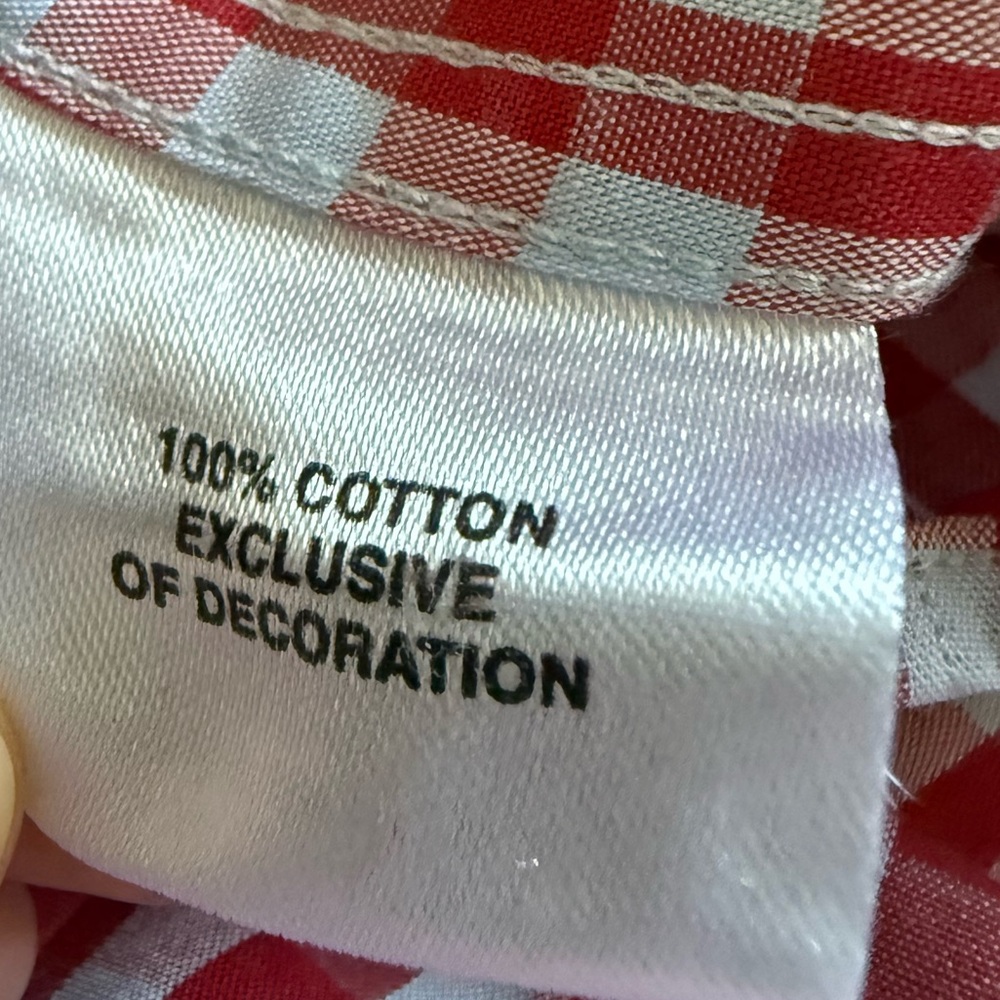 100% COTTON
EXCLUSIVE
OF DECORATION